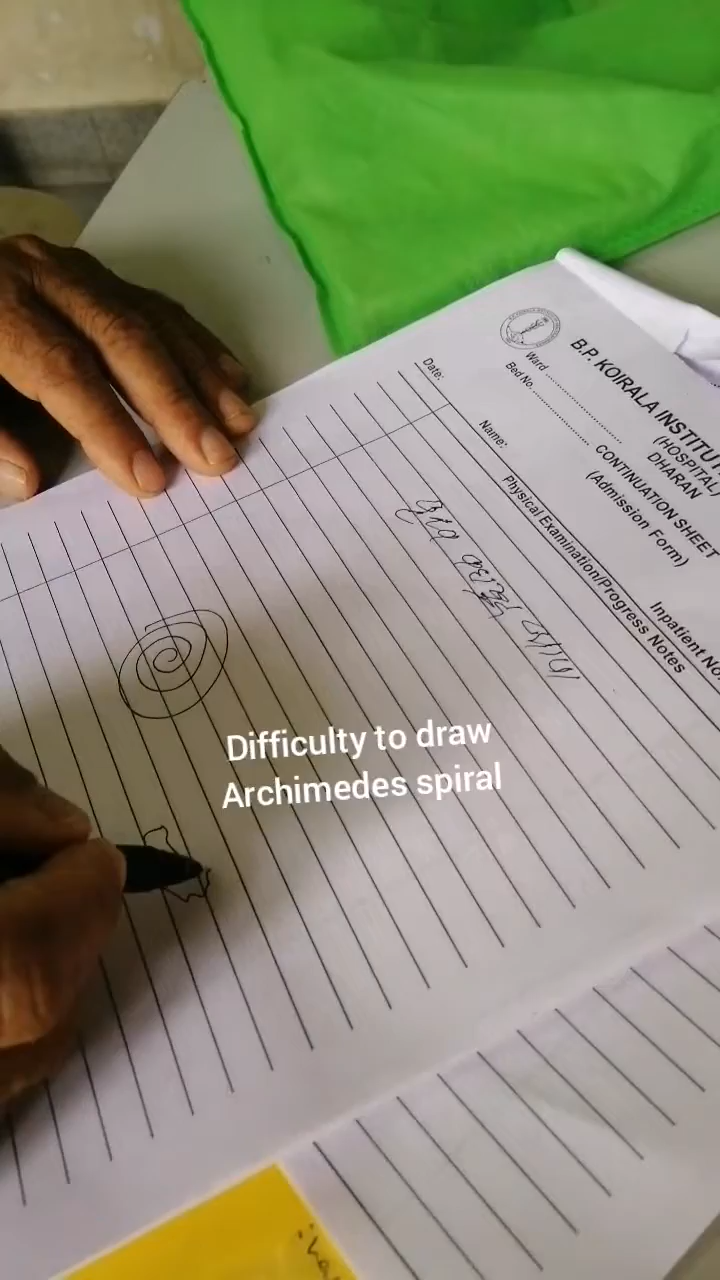 B.P. KOIRALA INSTITUT
(HOSPITAL)
DHARAN
Ward
Bed No.
CONTINUATION SHEET
(Admission Form)
Date:
Name:
Inpatient No.
Physical Examination/Progress Notes
Difficulty to draw
Archimedes spiral